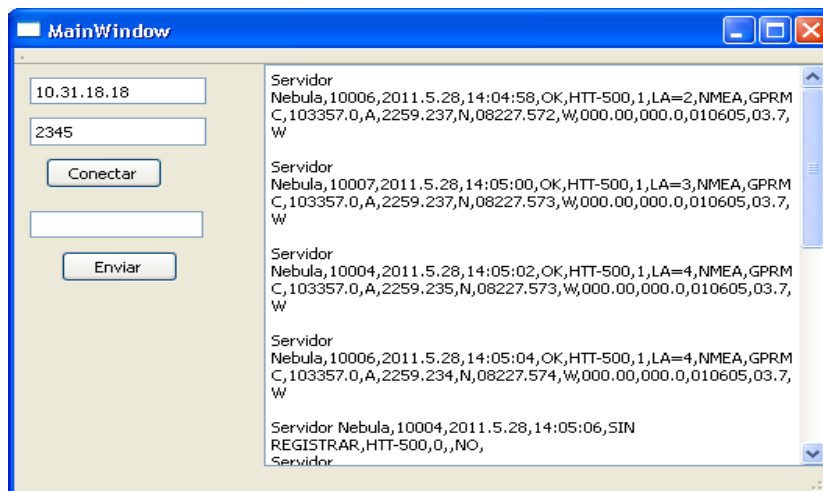 MainWindow
10.31.18.18
2345
Conectar
Enviar
Servidor
Nebula,10006,2011.5.28,14:04:58,OK,HTT-500,1,LA=2,NMEA,GPRM
C,103357.0,A,2259.237,N,08227.572,W,000.00,000.0,010605,03.7,
W
Servidor
Nebula,10007,2011.5.28,14:05:00,OK,HTT-500,1,LA=3,NMEA,GPRM
C,103357.0,A,2259.237,N,08227.573,W,000.00,000.0,010605,03.7,
W
Servidor
Nebula,10004,2011.5.28,14:05:02,OK,HTT-500,1,LA=4,NMEA,GPRM
C,103357.0,A,2259.235,N,08227.573,W,000.00,000.0,010605,03.7,
W
Servidor
Nebula,10006,2011.5.28,14:05:04,OK,HTT-500,1,LA=4,NMEA,GPRM
C,103357.0,A,2259.234,N,08227.574,W,000.00,000.0,010605,03.7,
W
Servidor Nebula,10004,2011.5.28,14:05:06,SIN
REGISTRAR,HTT-500,0,,NO,
Servidor